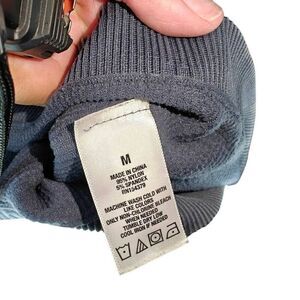 M
MADE IN CHINA
95% NYLON
5% SPANDEX
RN154379
MACHINE WASH COLD WITH
LIKE COLORS
ONLY NON-CHLORINE BLEACH
WHEN NEEDED
TUMBLE DRY LOW
COOL IRON IF NEEDED